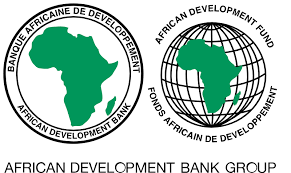 BANQUE AFRICAINE DE DEVELOPPEMENT
AFRICAN DEVELOPMENT BANK
AFRICAN DEVELOPMENT FUND
FONDS AFRICAIN DE DEVELOPPEMENT
AFRICAN DEVELOPMENT BANK GROUP